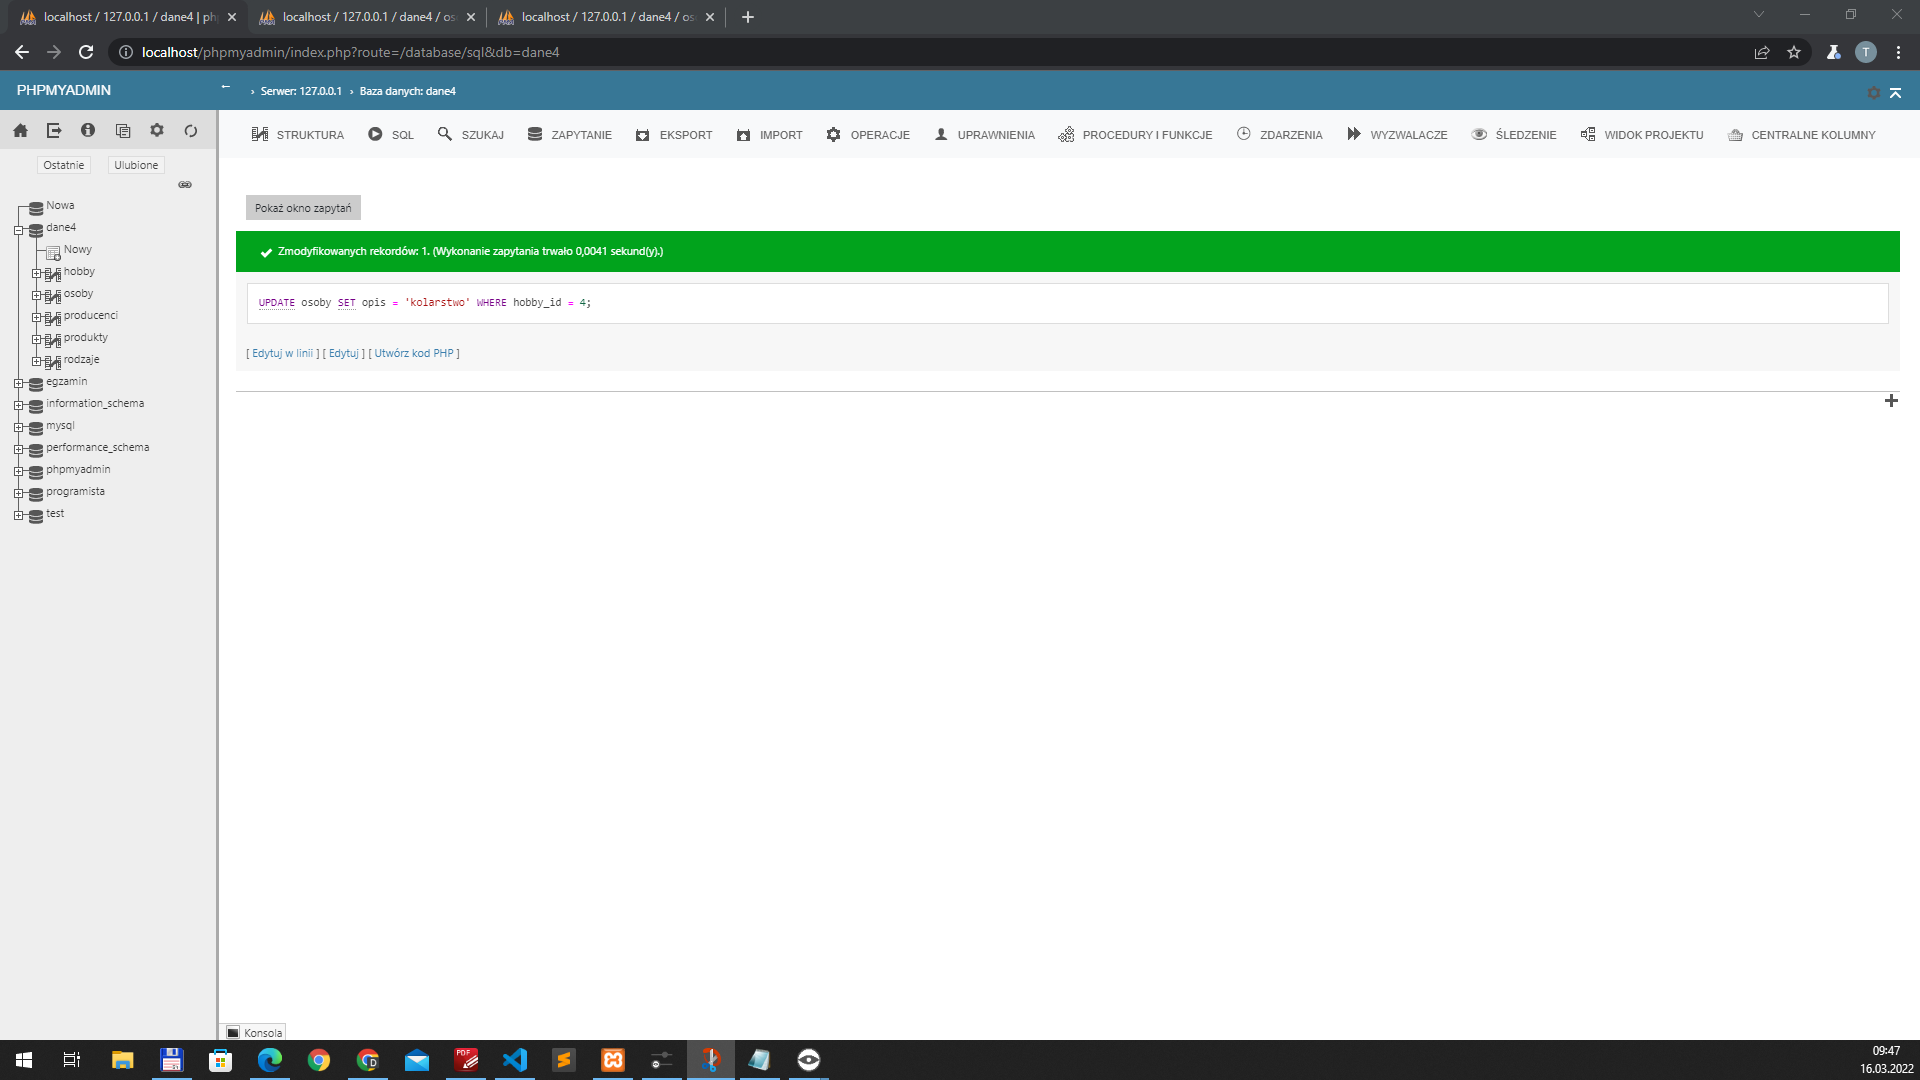 localhost / 127.0.0.1 / dane4 | ph
localhost / 127.0.0.1 / dane4 / os
localhost / 127.0.0.1 / dane4 / os
localhost/phpmyadmin/index.php?route=/database/sql&db=dane4
T
PHPMYADMIN
Serwer: 127.0.0.1 › Baza danych: dane4
STRUKTURA SQL SZUKAJ ZAPYTANIE EKSPORT IMPORT OPERACJE UPRAWNIENIA PROCEDURY I FUNKCJE ZDARZENIA WYZWALACZE ŚLEDZENIE WIDOK PROJEKTU CENTRALNE KOLUMNY
Ostatnie Ulubione
Nowa
dane4
Nowy
hobby
osoby
producenci
produkty
rodzaje
egzamin
information_schema
mysql
performance_schema
phpmyadmin
programista
test
Pokaż okno zapytań
Zmodyfikowanych rekordów: 1. (Wykonanie zapytania trwało 0,0041 sekund(y).)
UPDATE osoby SET opis = 'kolarstwo' WHERE hobby_id = 4;
[ Edytuj w linii ] [ Edytuj ] [ Utwórz kod PHP ]
Konsola
09:47
16.03.2022